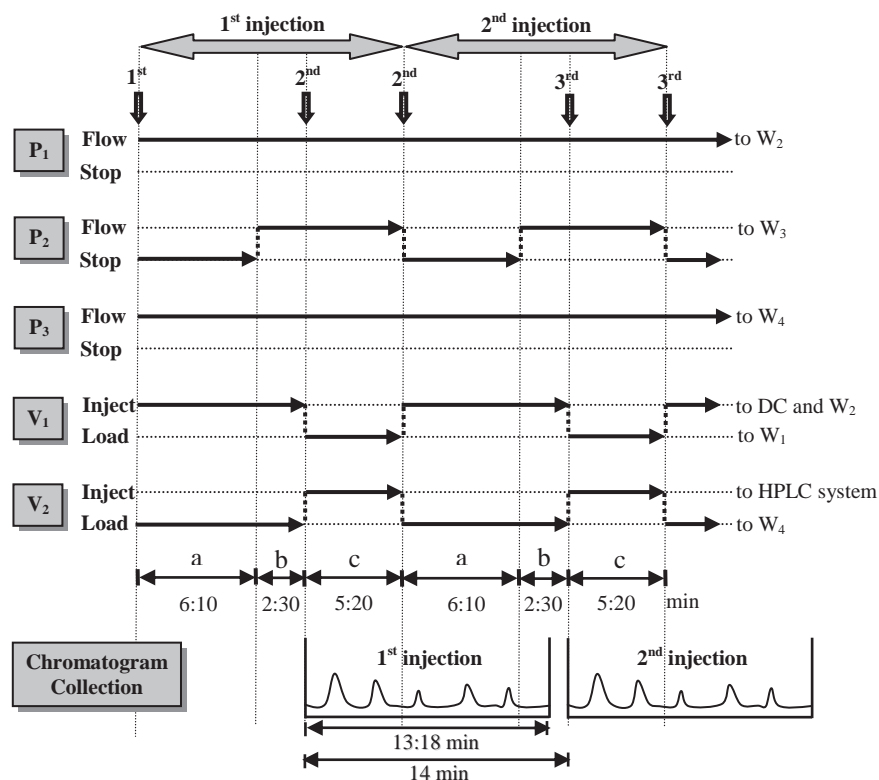 1st injection 2nd injection
1st 2nd 2nd 3rd 3rd
P1 Flow to W2
Stop
P2 Flow to W3
Stop
P3 Flow to W4
Stop
V1 Inject to DC and W2
Load to W1
V2 Inject to HPLC system
Load to W4
a b c a b c
6:10 2:30 5:20 6:10 2:30 5:20 min
Chromatogram
Collection
1st injection 2nd injection
13:18 min
14 min